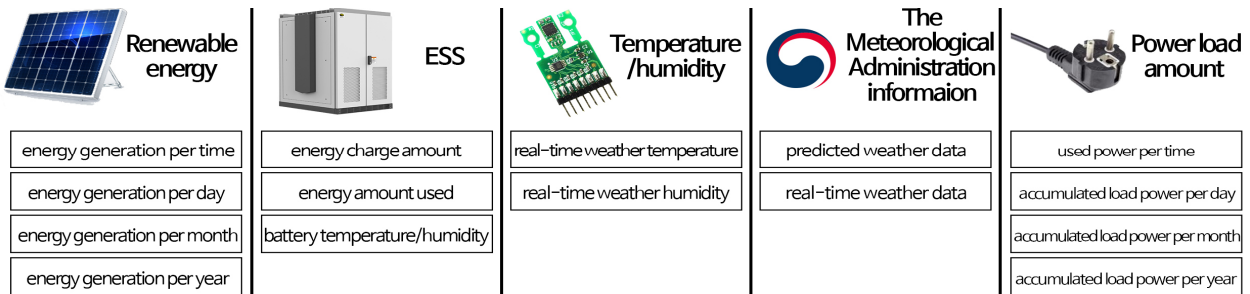 Renewable
energy
energy generation per time
energy generation per day
energy generation per month
energy generation per year
ESS
energy charge amount
energy amount used
battery temperature/humidity
Temperature
/humidity
real-time weather temperature
real-time weather humidity
The
Meteorological
Administration
informaion
predicted weather data
real-time weather data
Power load
amount
used power per time
accumulated load power per day
accumulated load power per month
accumulated load power per year